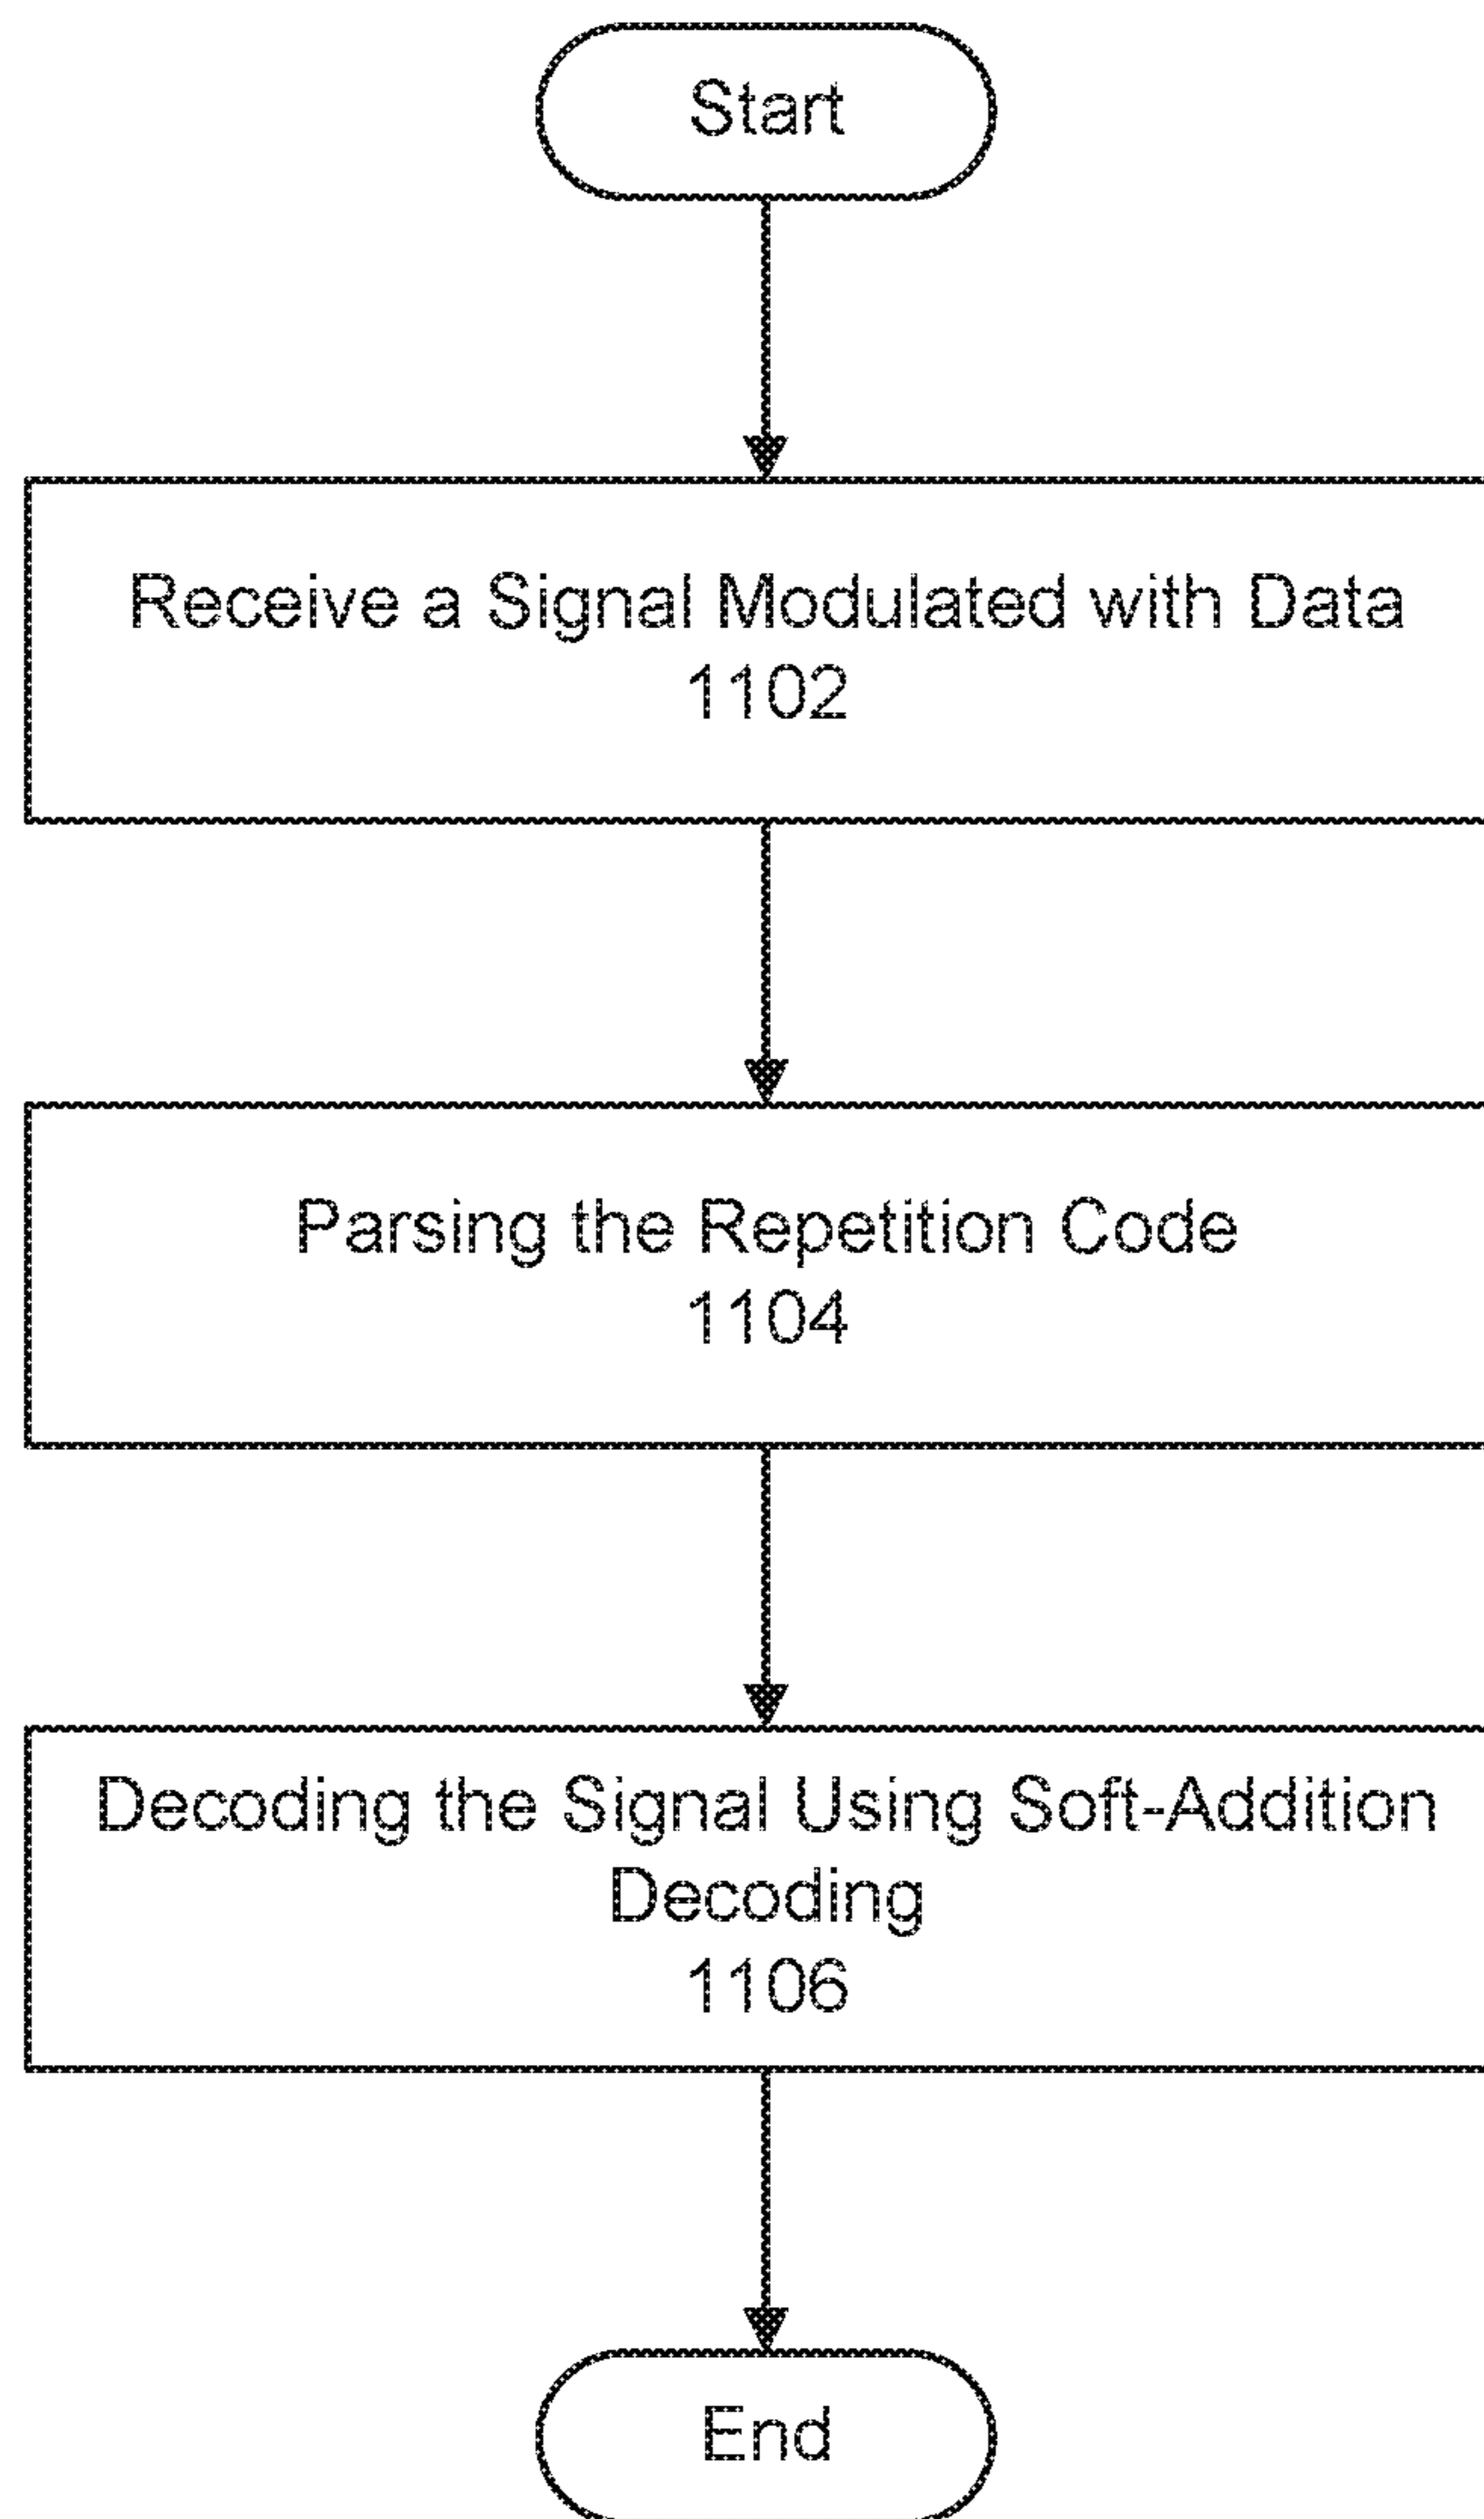 Start
Receive a Signal Modulated with Data
1102
Parsing the Repetition Code
1104
Decoding the Signal Using Soft-Addition
Decoding
1106
End